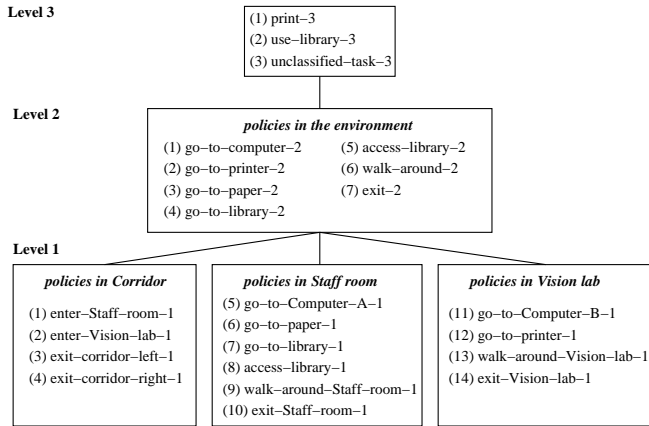 Level 3
(1) print–3
(2) use–library–3
(3) unclassified–task–3
Level 2
policies in the environment
(1) go–to–computer–2
(2) go–to–printer–2
(3) go–to–paper–2
(4) go–to–library–2
(5) access–library–2
(6) walk–around–2
(7) exit–2
Level 1
policies in Corridor
(1) enter–Staff–room–1
(2) enter–Vision–lab–1
(3) exit–corridor–left–1
(4) exit–corridor–right–1
policies in Staff room
(5) go–to–Computer–A–1
(6) go–to–paper–1
(7) go–to–library–1
(8) access–library–1
(9) walk–around–Staff–room–1
(10) exit–Staff–room–1
policies in Vision lab
(11) go–to–Computer–B–1
(12) go–to–printer–1
(13) walk–around–Vision–lab–1
(14) exit–Vision–lab–1